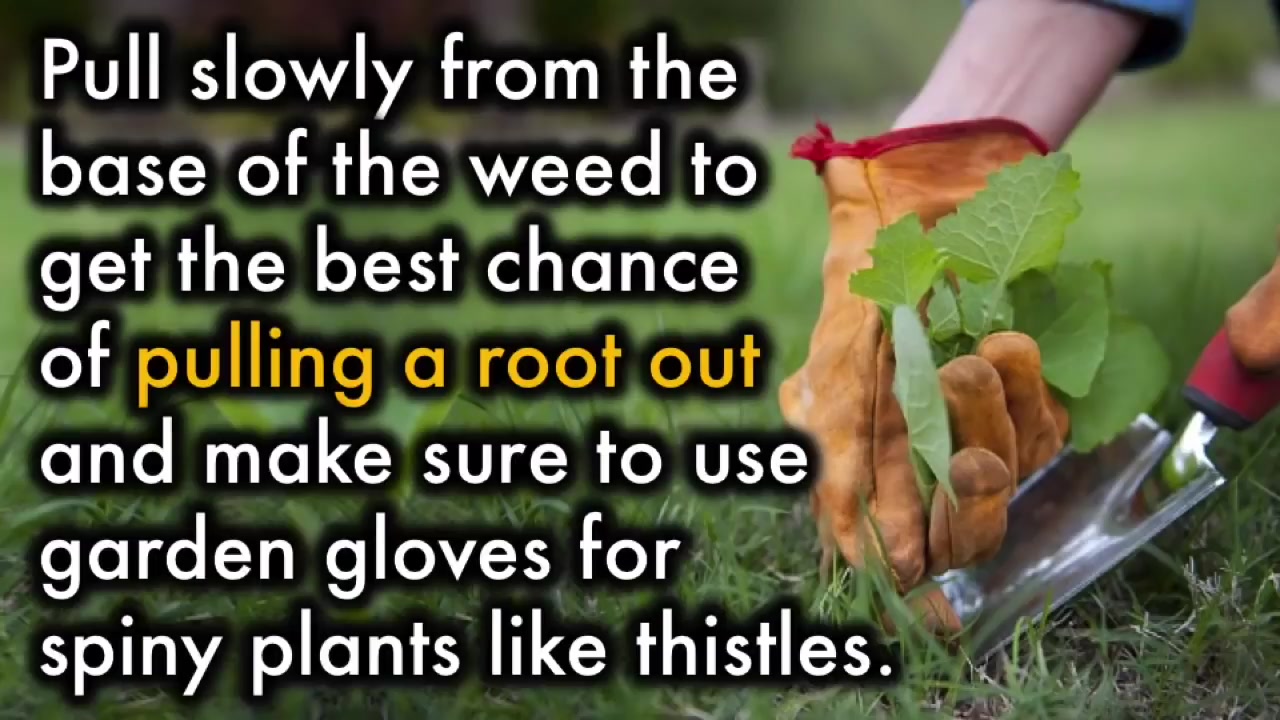 Pull slowly from the
base of the weed to
get the best chance
of pulling a root out
and make sure to use
garden gloves for
spiny plants like thistles.